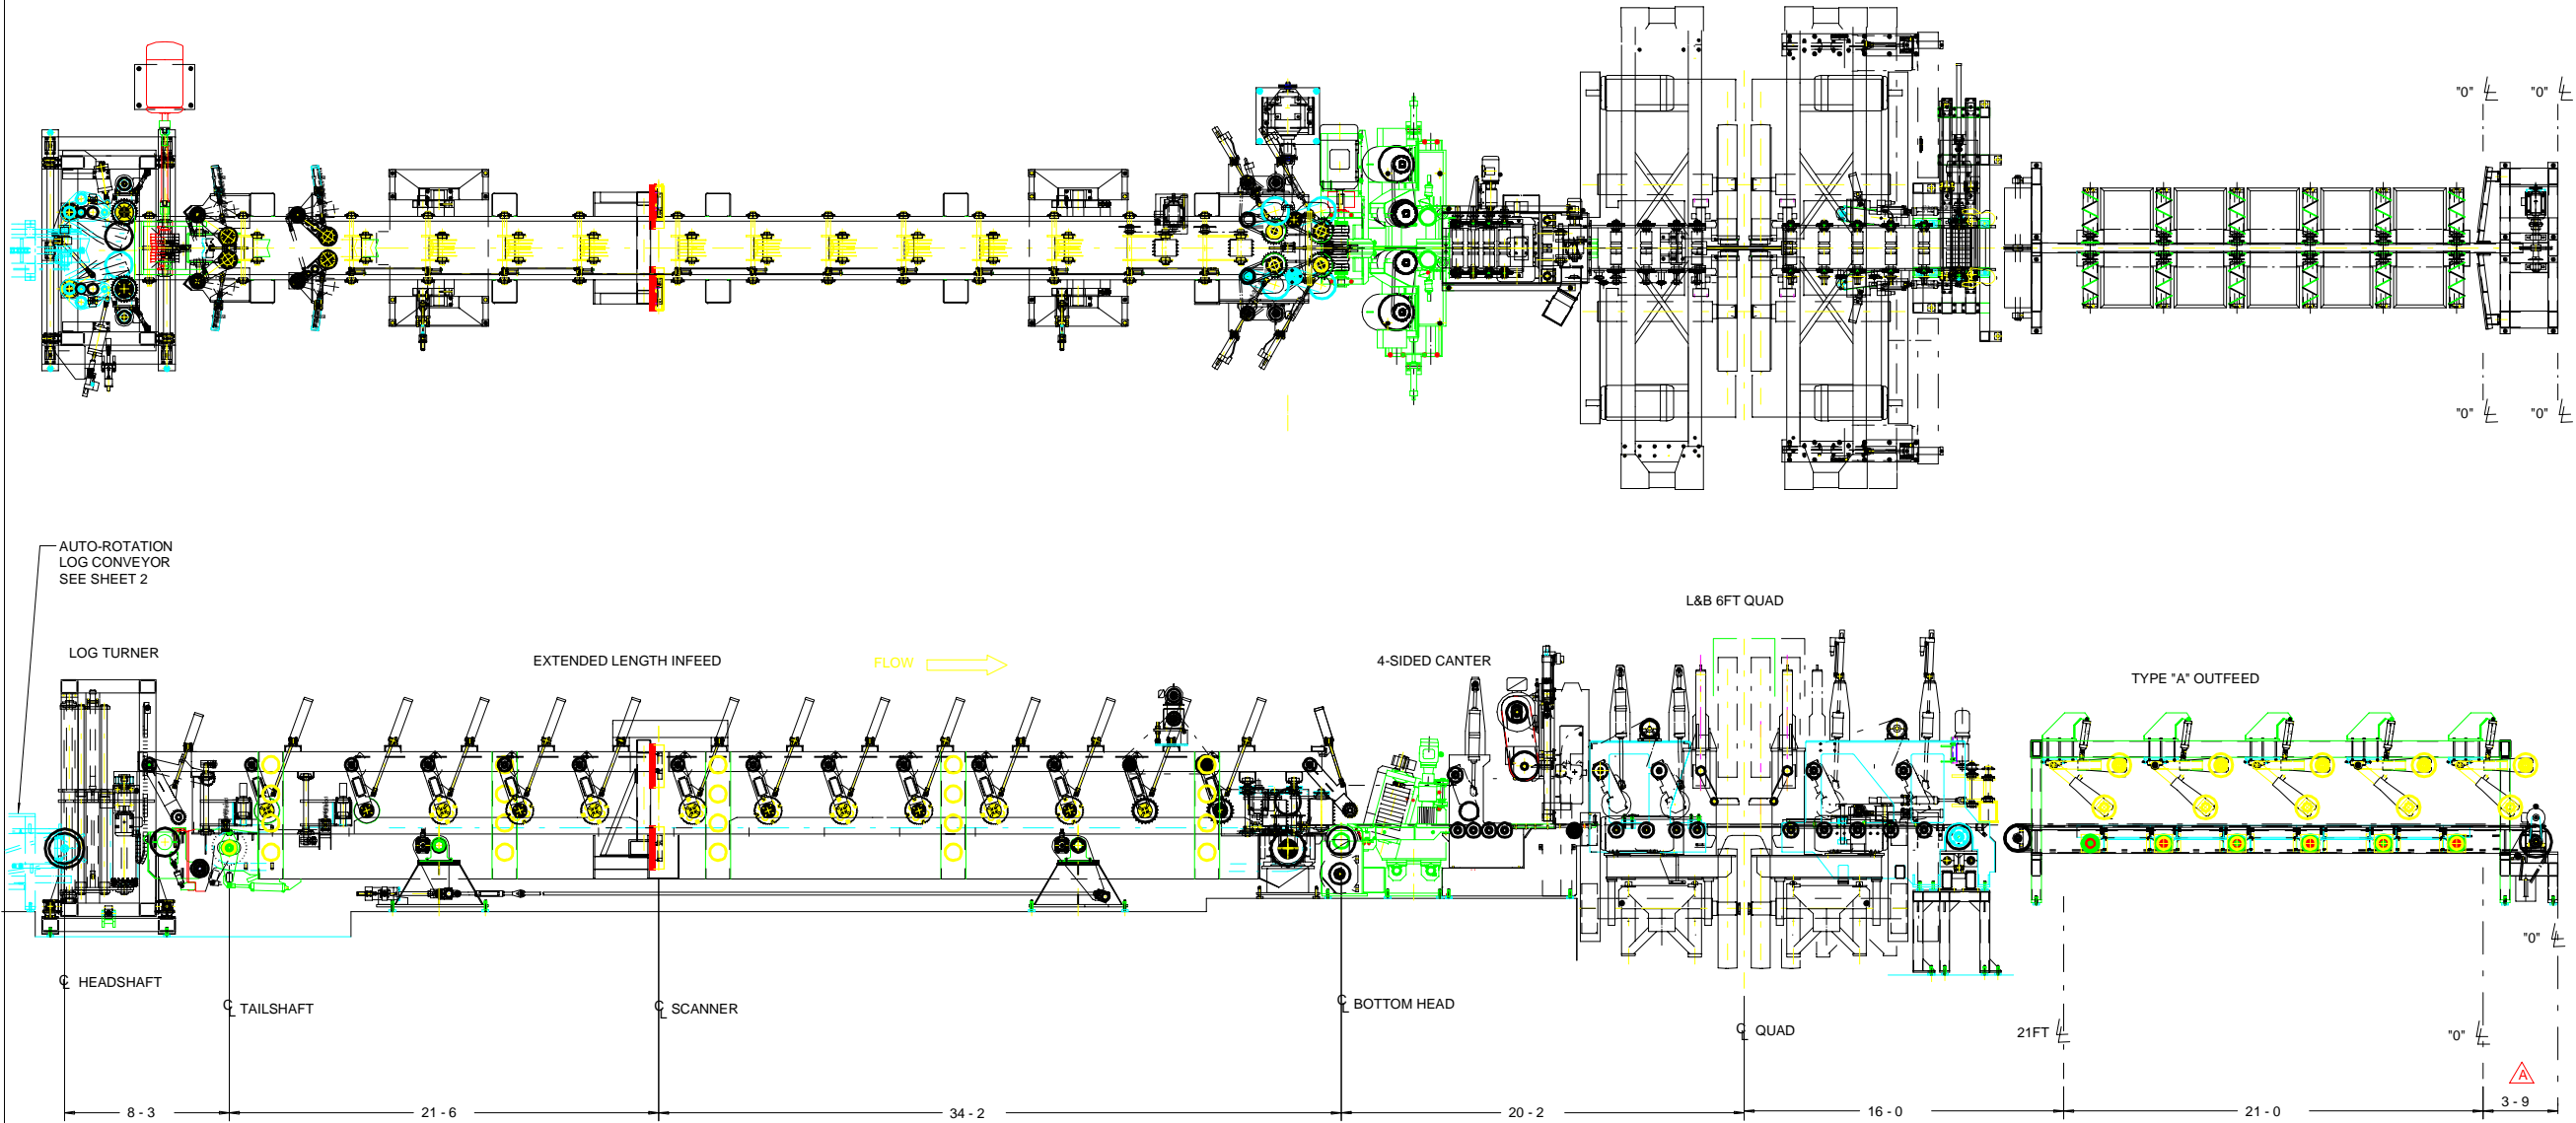 "0" "0"
"0" "0"
AUTO-ROTATION
LOG CONVEYOR
SEE SHEET 2
L&B 6FT QUAD
LOG TURNER
EXTENDED LENGTH INFEED
FLOW
4-SIDED CANTER
TYPE "A" OUTFEED
"0"
℄ HEADSHAFT
℄ TAILSHAFT
℄ SCANNER
℄ BOTTOM HEAD
℄ QUAD
21FT
"0"
A
8 - 3
21 - 6
34 - 2
20 - 2
16 - 0
21 - 0
3 - 9